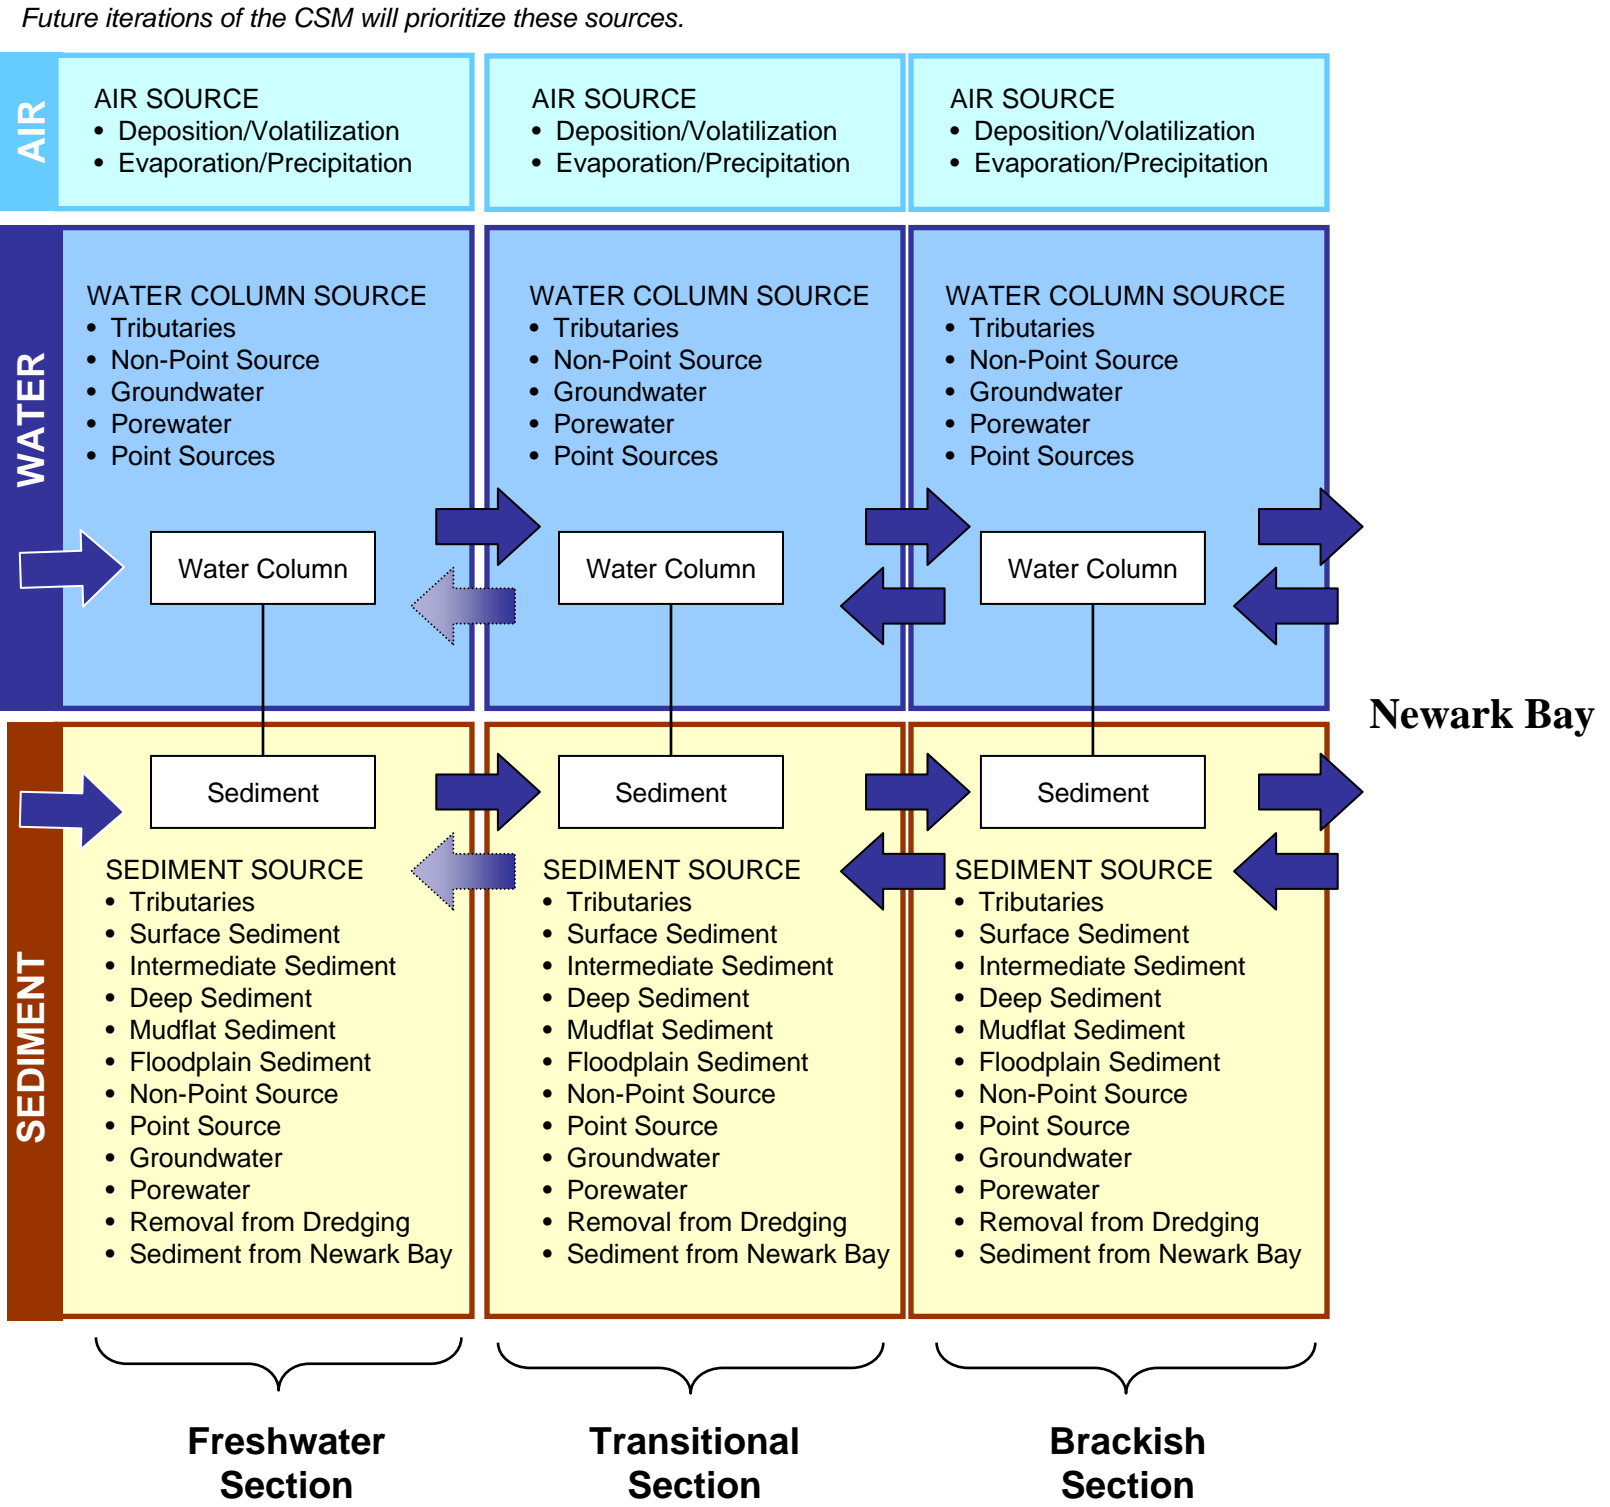 Future iterations of the CSM will prioritize these sources.
AIR
AIR SOURCE
• Deposition/Volatilization
• Evaporation/Precipitation
AIR SOURCE
• Deposition/Volatilization
• Evaporation/Precipitation
AIR SOURCE
• Deposition/Volatilization
• Evaporation/Precipitation
WATER
WATER COLUMN SOURCE
• Tributaries
• Non-Point Source
• Groundwater
• Porewater
• Point Sources
Water Column
WATER COLUMN SOURCE
• Tributaries
• Non-Point Source
• Groundwater
• Porewater
• Point Sources
Water Column
WATER COLUMN SOURCE
• Tributaries
• Non-Point Source
• Groundwater
• Porewater
• Point Sources
Water Column
Newark Bay
SEDIMENT
Sediment
SEDIMENT SOURCE
• Tributaries
• Surface Sediment
• Intermediate Sediment
• Deep Sediment
• Mudflat Sediment
• Floodplain Sediment
• Non-Point Source
• Point Source
• Groundwater
• Porewater
• Removal from Dredging
• Sediment from Newark Bay
Sediment
SEDIMENT SOURCE
• Tributaries
• Surface Sediment
• Intermediate Sediment
• Deep Sediment
• Mudflat Sediment
• Floodplain Sediment
• Non-Point Source
• Point Source
• Groundwater
• Porewater
• Removal from Dredging
• Sediment from Newark Bay
Sediment
SEDIMENT SOURCE
• Tributaries
• Surface Sediment
• Intermediate Sediment
• Deep Sediment
• Mudflat Sediment
• Floodplain Sediment
• Non-Point Source
• Point Source
• Groundwater
• Porewater
• Removal from Dredging
• Sediment from Newark Bay
Freshwater
Section
Transitional
Section
Brackish
Section